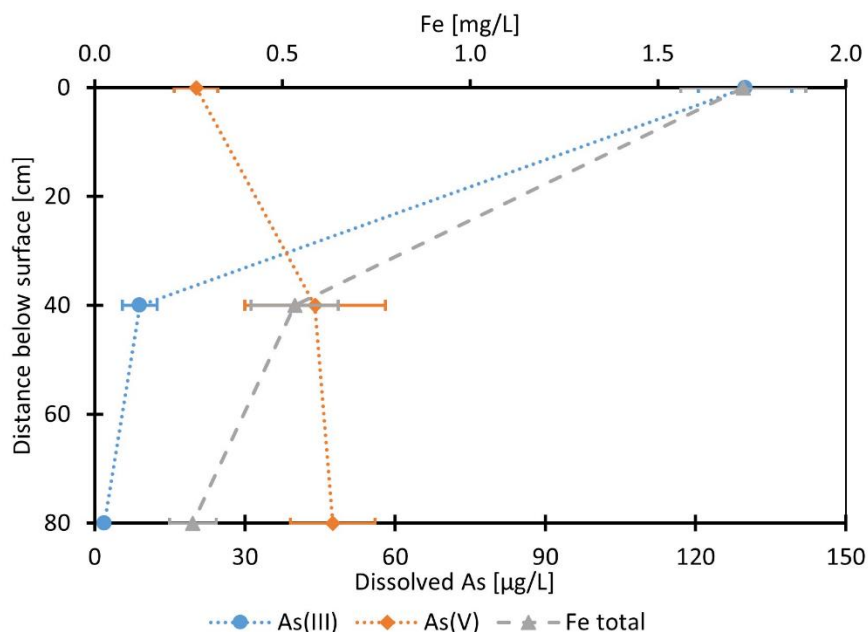 Fe [mg/L]
0.0 0.5 1.0 1.5 2.0
0
20
40
60
80
Distance below surface [cm]
0 30 60 90 120 150
Dissolved As [µg/L]
As(III) As(V) Fe total